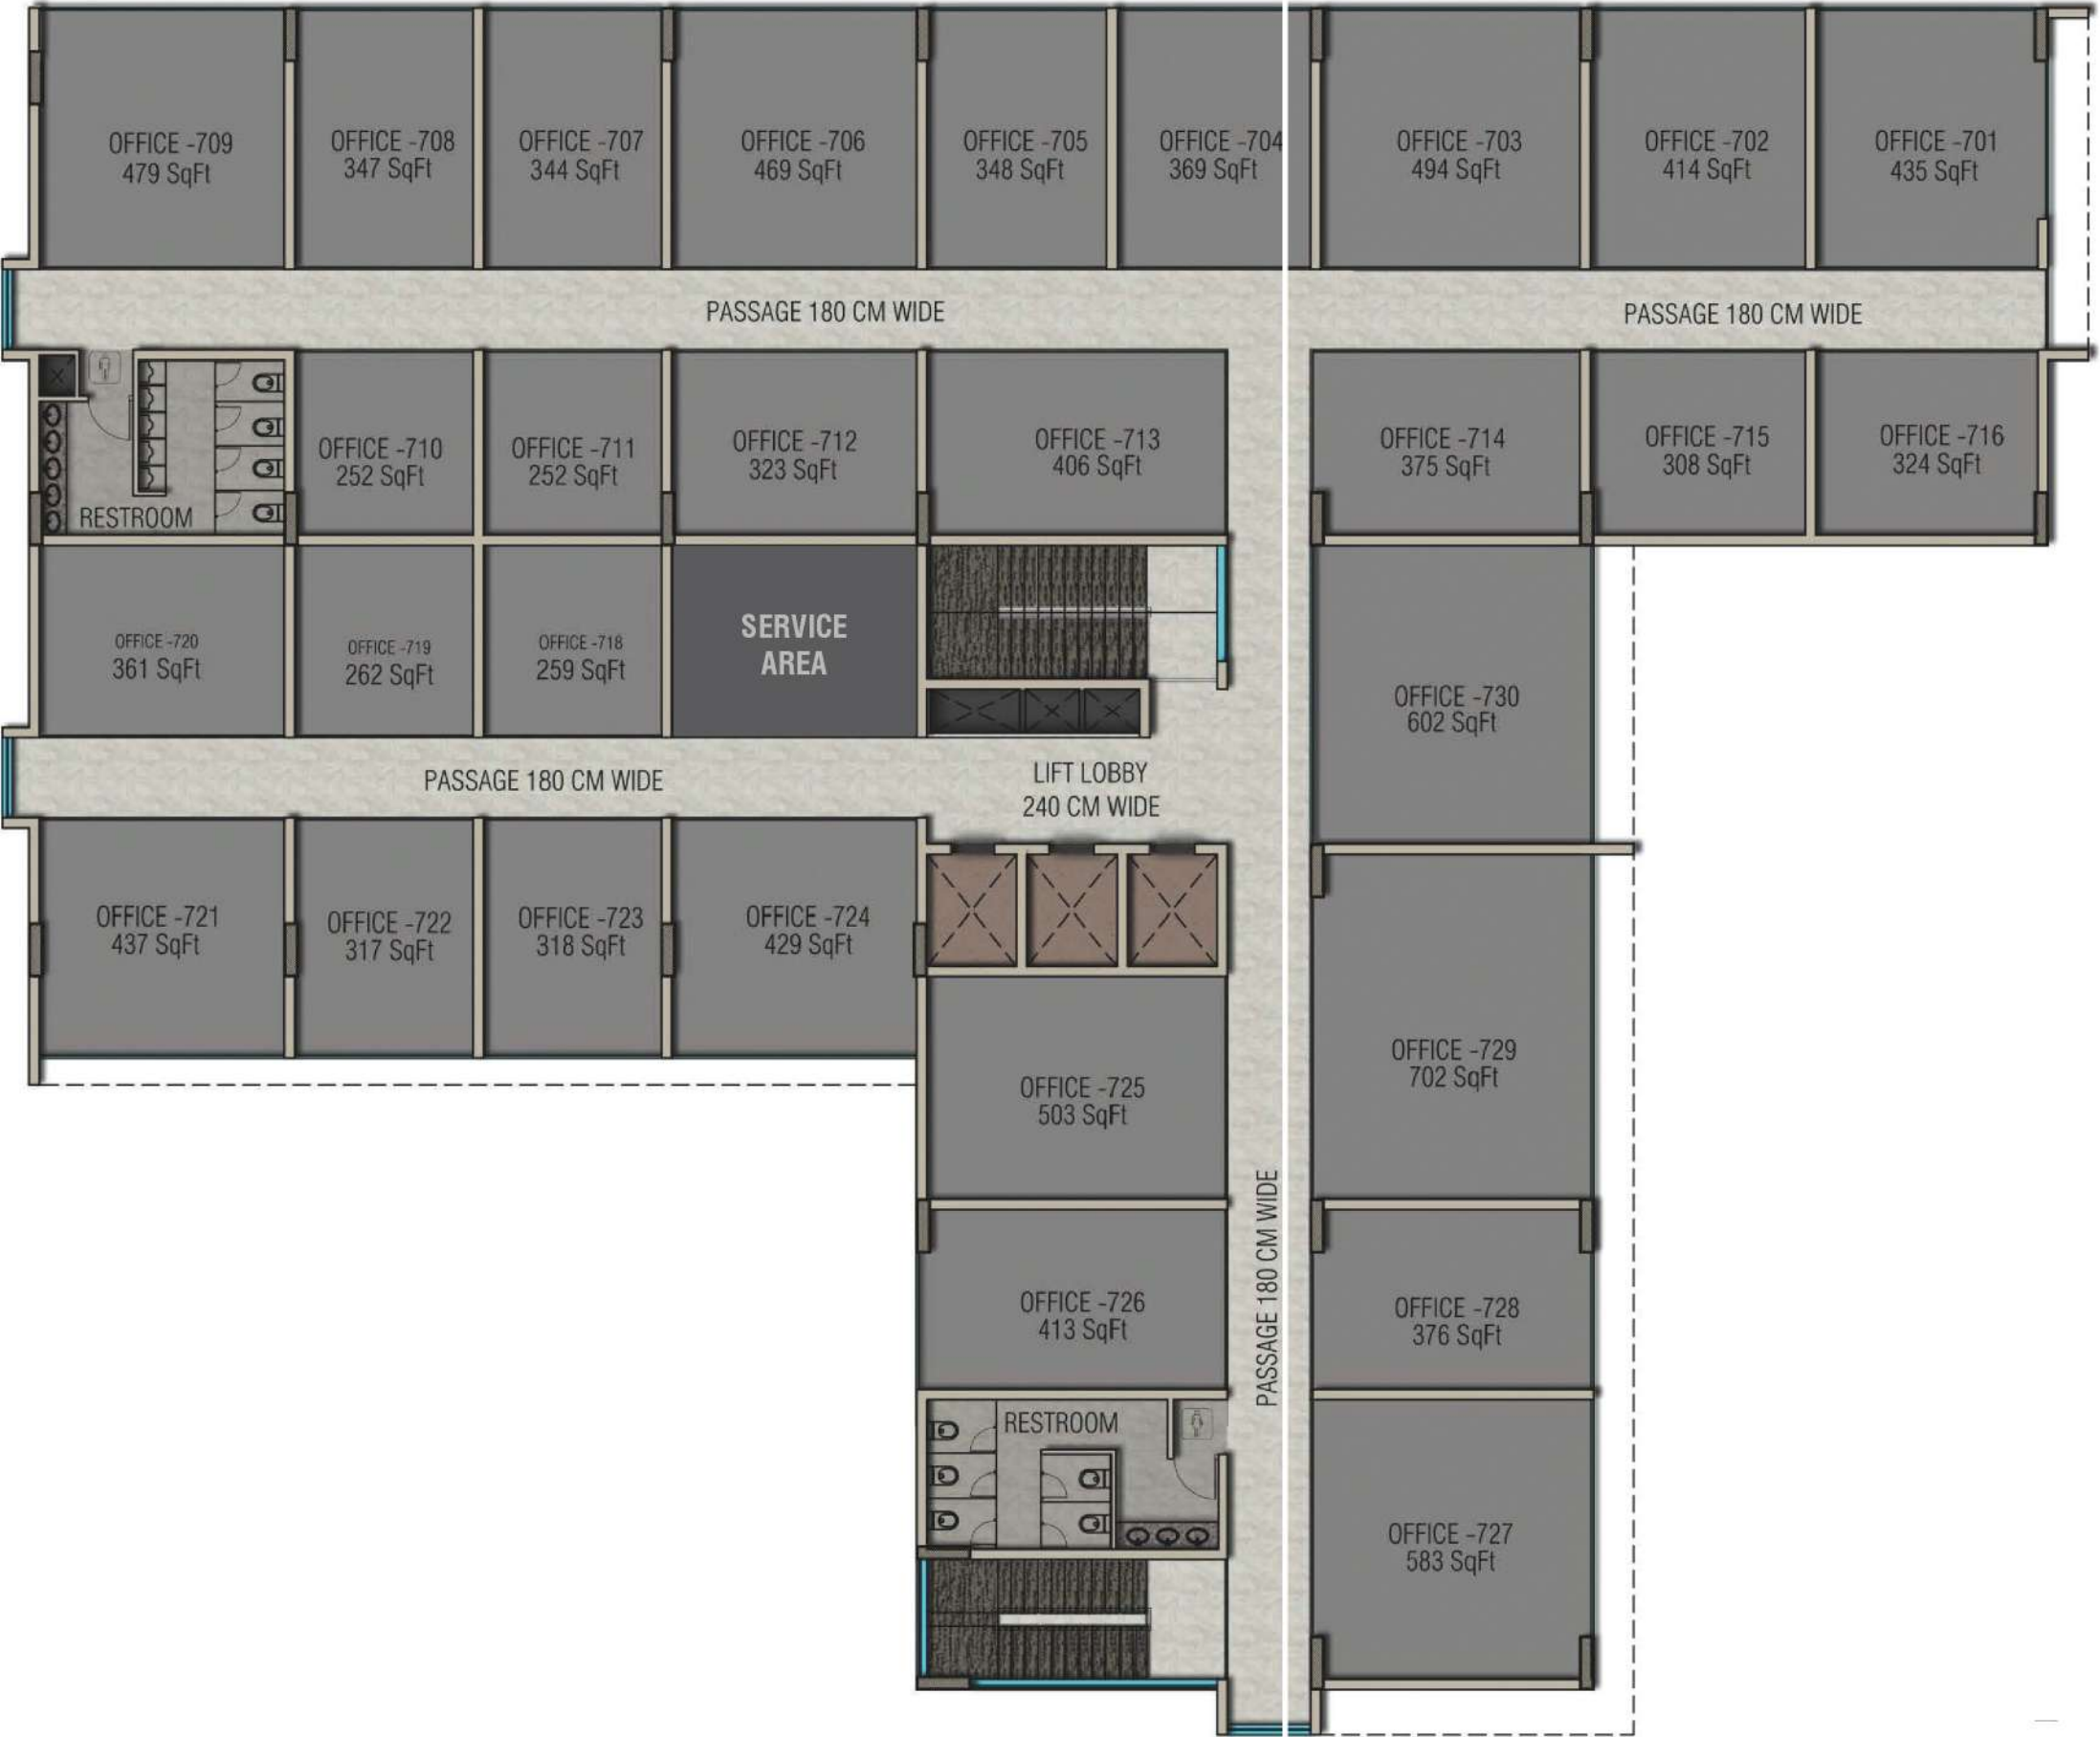 OFFICE -709
479 SqFt
OFFICE -708
347 SqFt
OFFICE -707
344 SqFt
OFFICE -706
469 SqFt
OFFICE -705
348 SqFt
OFFICE -704
369 SqFt
OFFICE -703
494 SqFt
OFFICE -702
414 SqFt
OFFICE -701
435 SqFt
PASSAGE 180 CM WIDE
PASSAGE 180 CM WIDE
RESTROOM
OFFICE -710
252 SqFt
OFFICE -711
252 SqFt
OFFICE -712
323 SqFt
OFFICE -713
406 SqFt
OFFICE -714
375 SqFt
OFFICE -715
308 SqFt
OFFICE -716
324 SqFt
OFFICE -720
361 SqFt
OFFICE -719
262 SqFt
OFFICE -718
259 SqFt
SERVICE
AREA
OFFICE -730
602 SqFt
PASSAGE 180 CM WIDE
LIFT LOBBY
240 CM WIDE
OFFICE -721
437 SqFt
OFFICE -722
317 SqFt
OFFICE -723
318 SqFt
OFFICE -724
429 SqFt
OFFICE -725
503 SqFt
OFFICE -729
702 SqFt
PASSAGE 180 CM WIDE
OFFICE -726
413 SqFt
OFFICE -728
376 SqFt
RESTROOM
OFFICE -727
583 SqFt